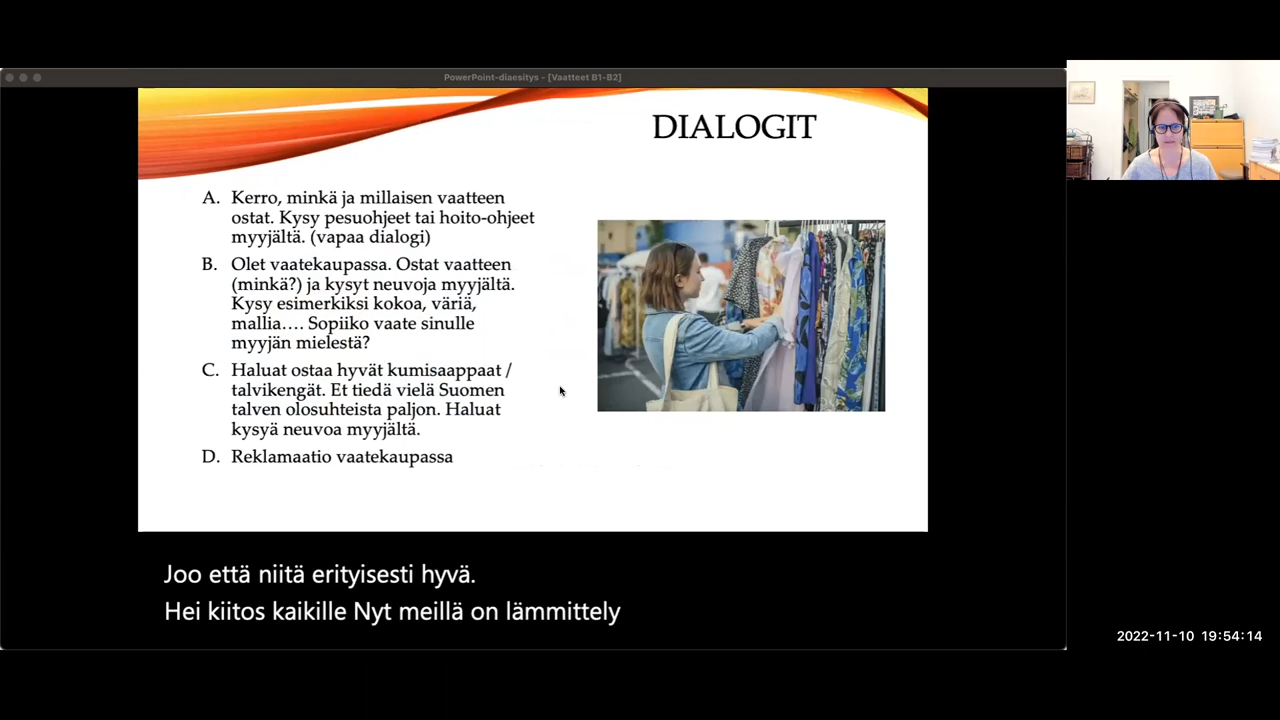 PowerPoint-diaesitys - [Vaatteet B1-B2]
DIALOGIT
A. Kerro, minkä ja millaisen vaatteen
ostat. Kysy pesuohjeet tai hoito-ohjeet
myyjältä. (vapaa dialogi)
B. Olet vaatekaupassa. Ostat vaatteen
(minkä?) ja kysyt neuvoja myyjältä.
Kysy esimerkiksi kokoa, väriä,
mallia…. Sopiiko vaate sinulle
myyjän mielestä?
C. Haluat ostaa hyvät kumisaappaat /
talvikengät. Et tiedä vielä Suomen
talven olosuhteista paljon. Haluat
kysyä neuvoa myyjältä.
D. Reklamaatio vaatekaupassa
Joo että niitä erityisesti hyvä.
Hei kiitos kaikille Nyt meillä on lämmittely
2022-11-10 19:54:14